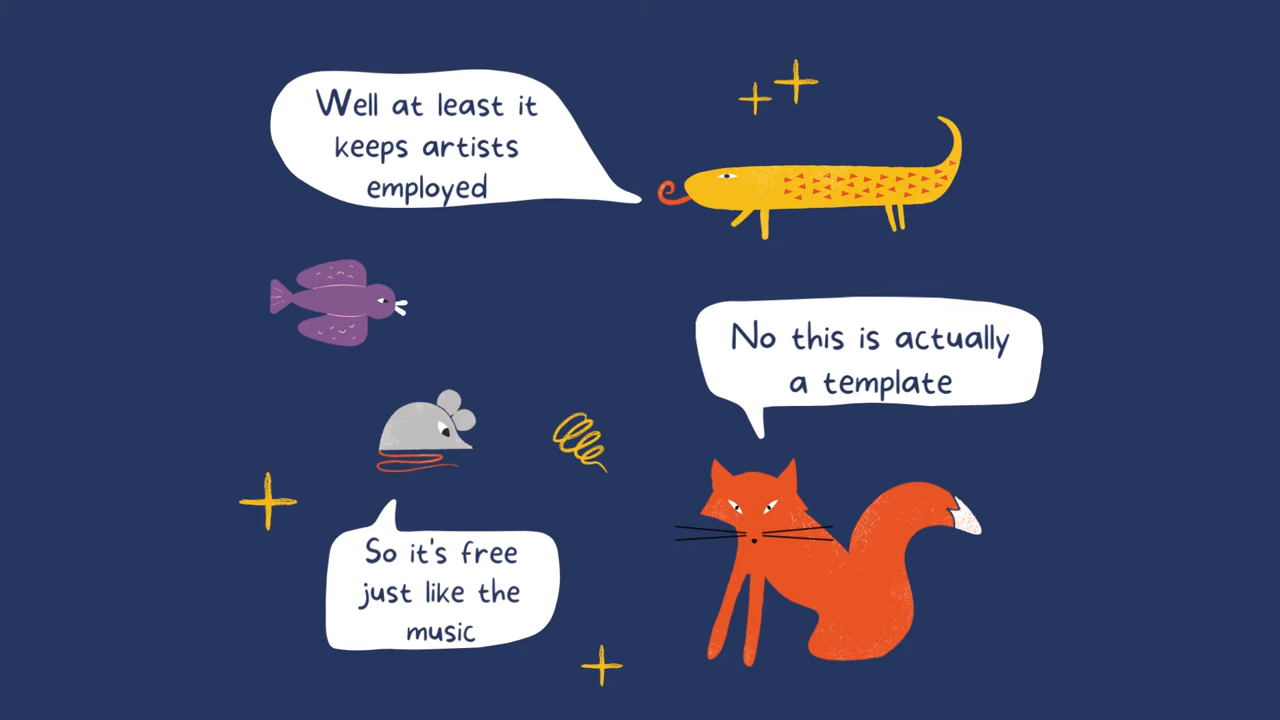 Well at least it
keeps artists
employed
No this is actually
a template
So it's free
just like the
music